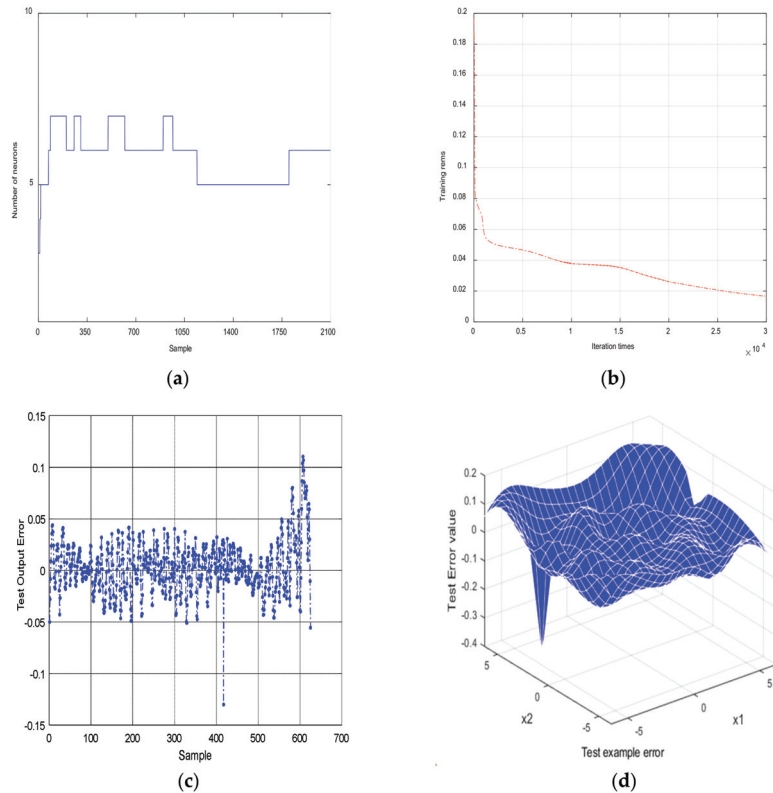 10
5
Number of neurons
0 350 700 1050 1400 1750 2100
Sample
(a)
0.2
0.18
0.16
0.14
0.12
0.1
0.08
0.06
0.04
0.02
0
Training rems
0 0.5 1 1.5 2 2.5 3
Iteration times
× 10 4
(b)
0.15
0.1
0.05
0
-0.05
-0.1
-0.15
Test Output Error
0 100 200 300 400 500 600 700
Sample
(c)
0.2
0.1
0
-0.1
-0.2
-0.3
-0.4
Test Error value
5
0
-5
x2
-5
0
5
x1
Test example error
(d)